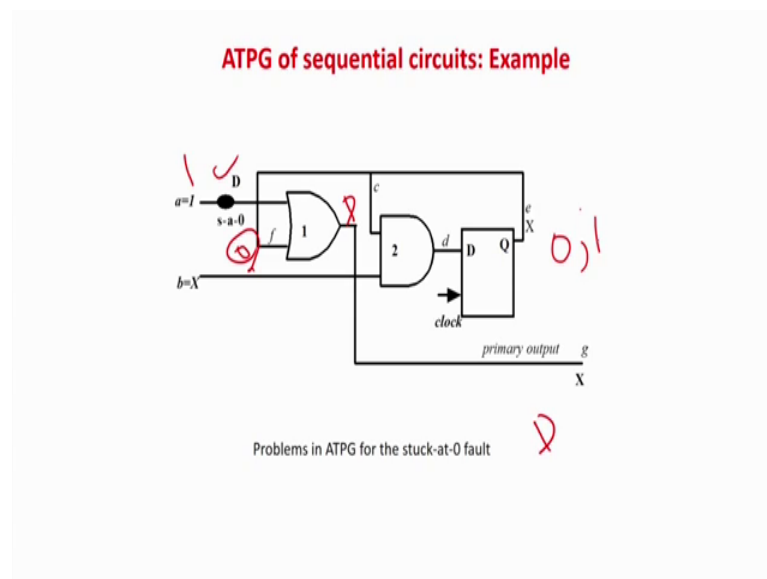 ATPG of sequential circuits: Example
1 ✓
D
a=1
s-a-0
c
e
X
0, 1
D
f
1
0
2
d
D
Q
b=X
clock
primary output g
X
D
Problems in ATPG for the stuck-at-0 fault